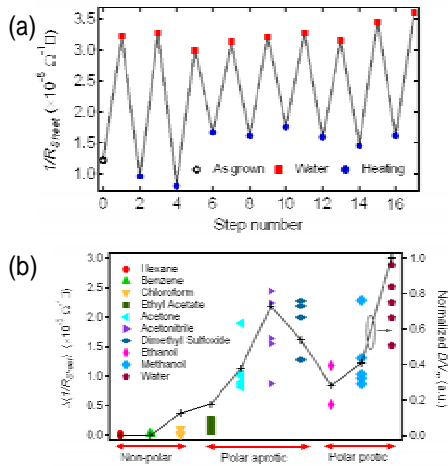 (a)
3.5
3.0
2.5
2.0
1.5
1.0
1/R_Sheet (×10⁻⁵ Ω⁻¹□)
As grown
Water
Heating
0 2 4 6 8 10 12 14 16
Step number
(b)
3.0
2.5
2.0
1.5
1.0
0.5
0.0
Δ(1/R_Sheet) (×10⁻⁵ Ω⁻¹□)
Hexane
Benzene
Chloroform
Ethyl Acetate
Acetone
Acetonitrile
Dimethyl Sulfoxide
Ethanol
Methanol
Water
1.0
0.8
0.6
0.4
0.2
0.0
Normalized (a.u.)
Non-polar
Polar aprotic
Polar protic